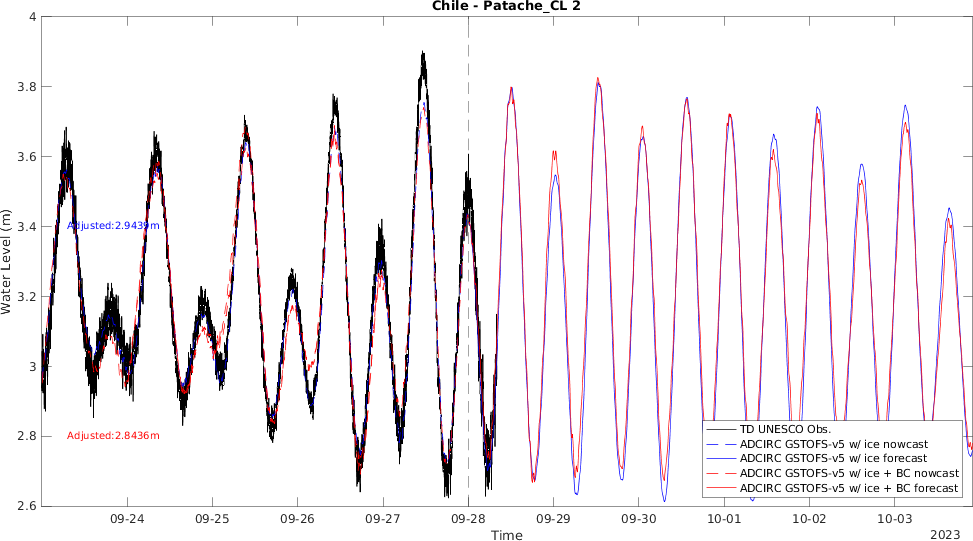 Chile - Patache_CL 2
4
3.8
3.6
3.4
3.2
3
2.8
2.6
Water Level (m)
Adjusted:2.9439m
Adjusted:2.8436m
TD UNESCO Obs.
ADCIRC GSTOFS-v5 w/ ice nowcast
ADCIRC GSTOFS-v5 w/ ice forecast
ADCIRC GSTOFS-v5 w/ ice + BC nowcast
ADCIRC GSTOFS-v5 w/ ice + BC forecast
09-24 09-25 09-26 09-27 09-28 09-29 09-30 10-01 10-02 10-03
Time
2023